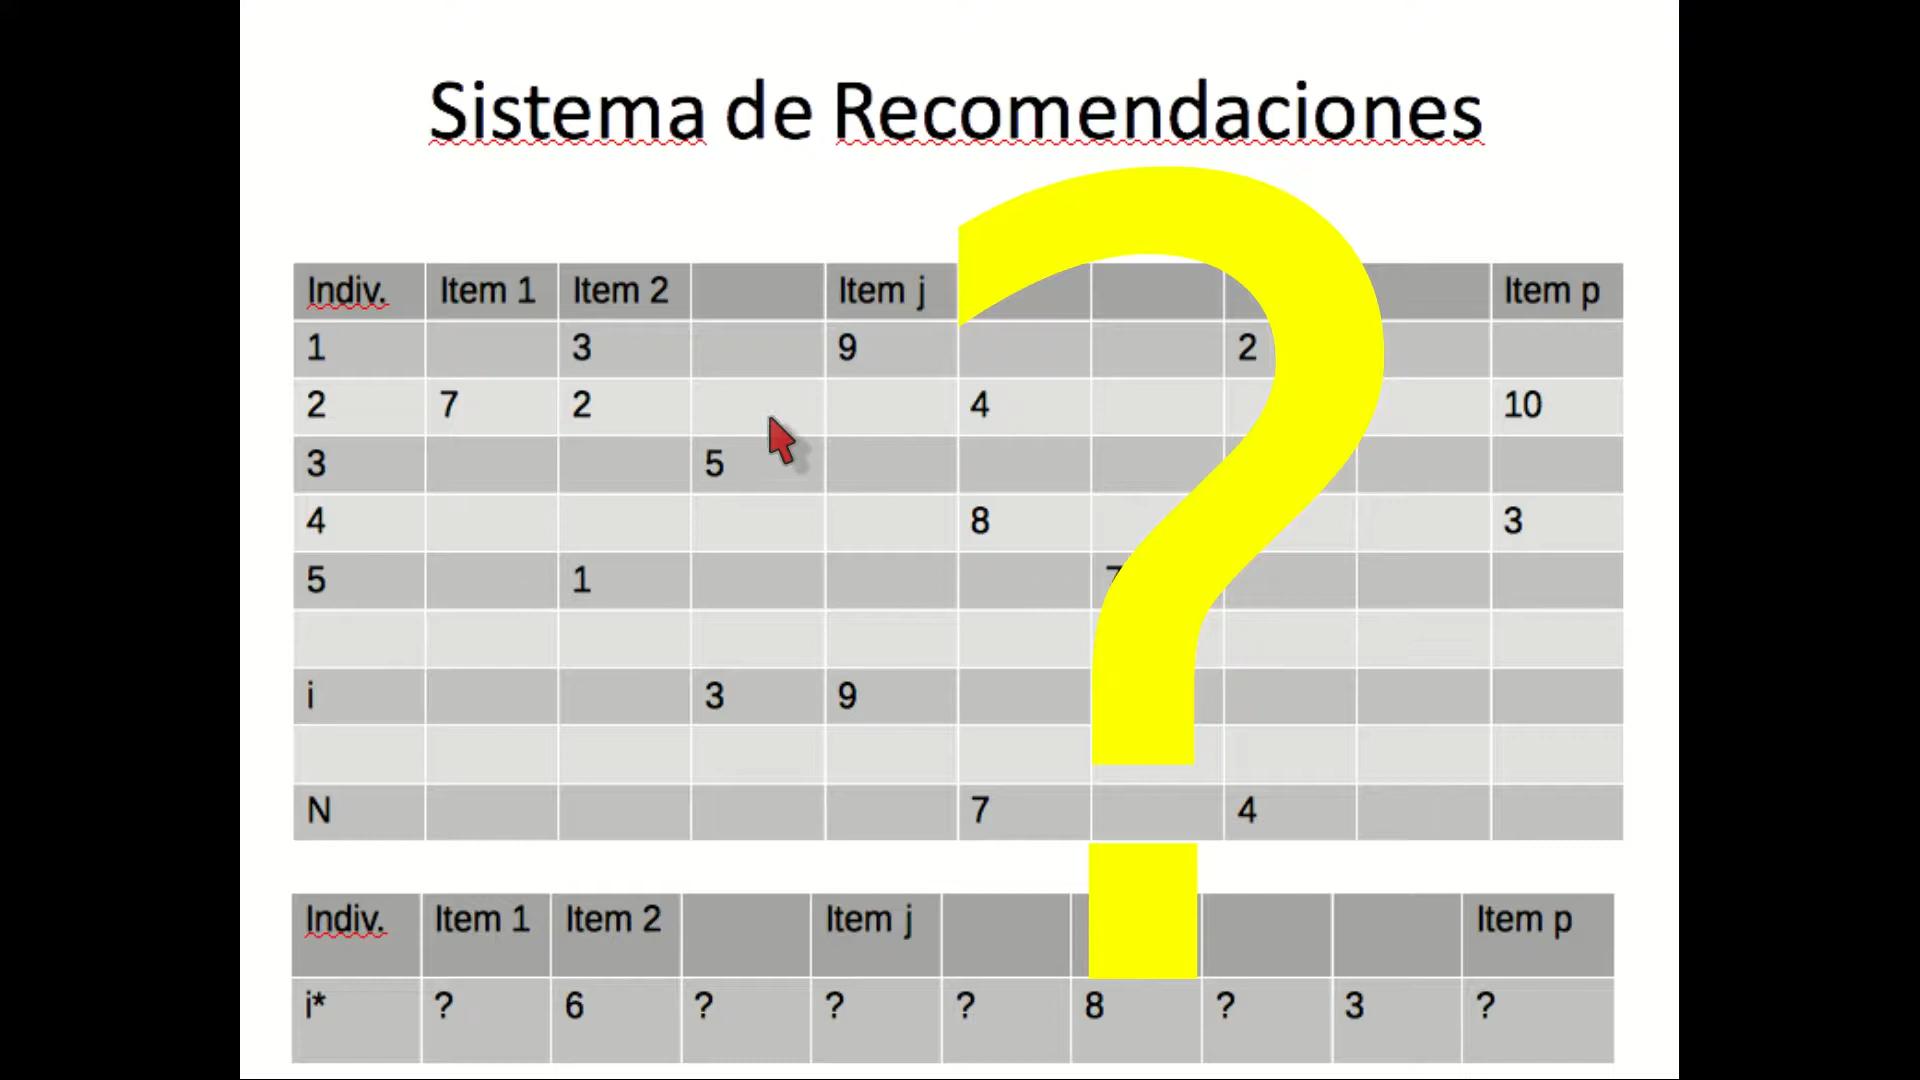 Sistema de Recomendaciones
Indiv. Item 1 Item 2 Item j Item p
1 3 9 2
2 7 2 4 10
3 5
4 8 3
5 1 7
i 3 9
N 7 4
Indiv. Item 1 Item 2 Item j Item p
i* ? 6 ? ? ? 8 ? 3 ?
?